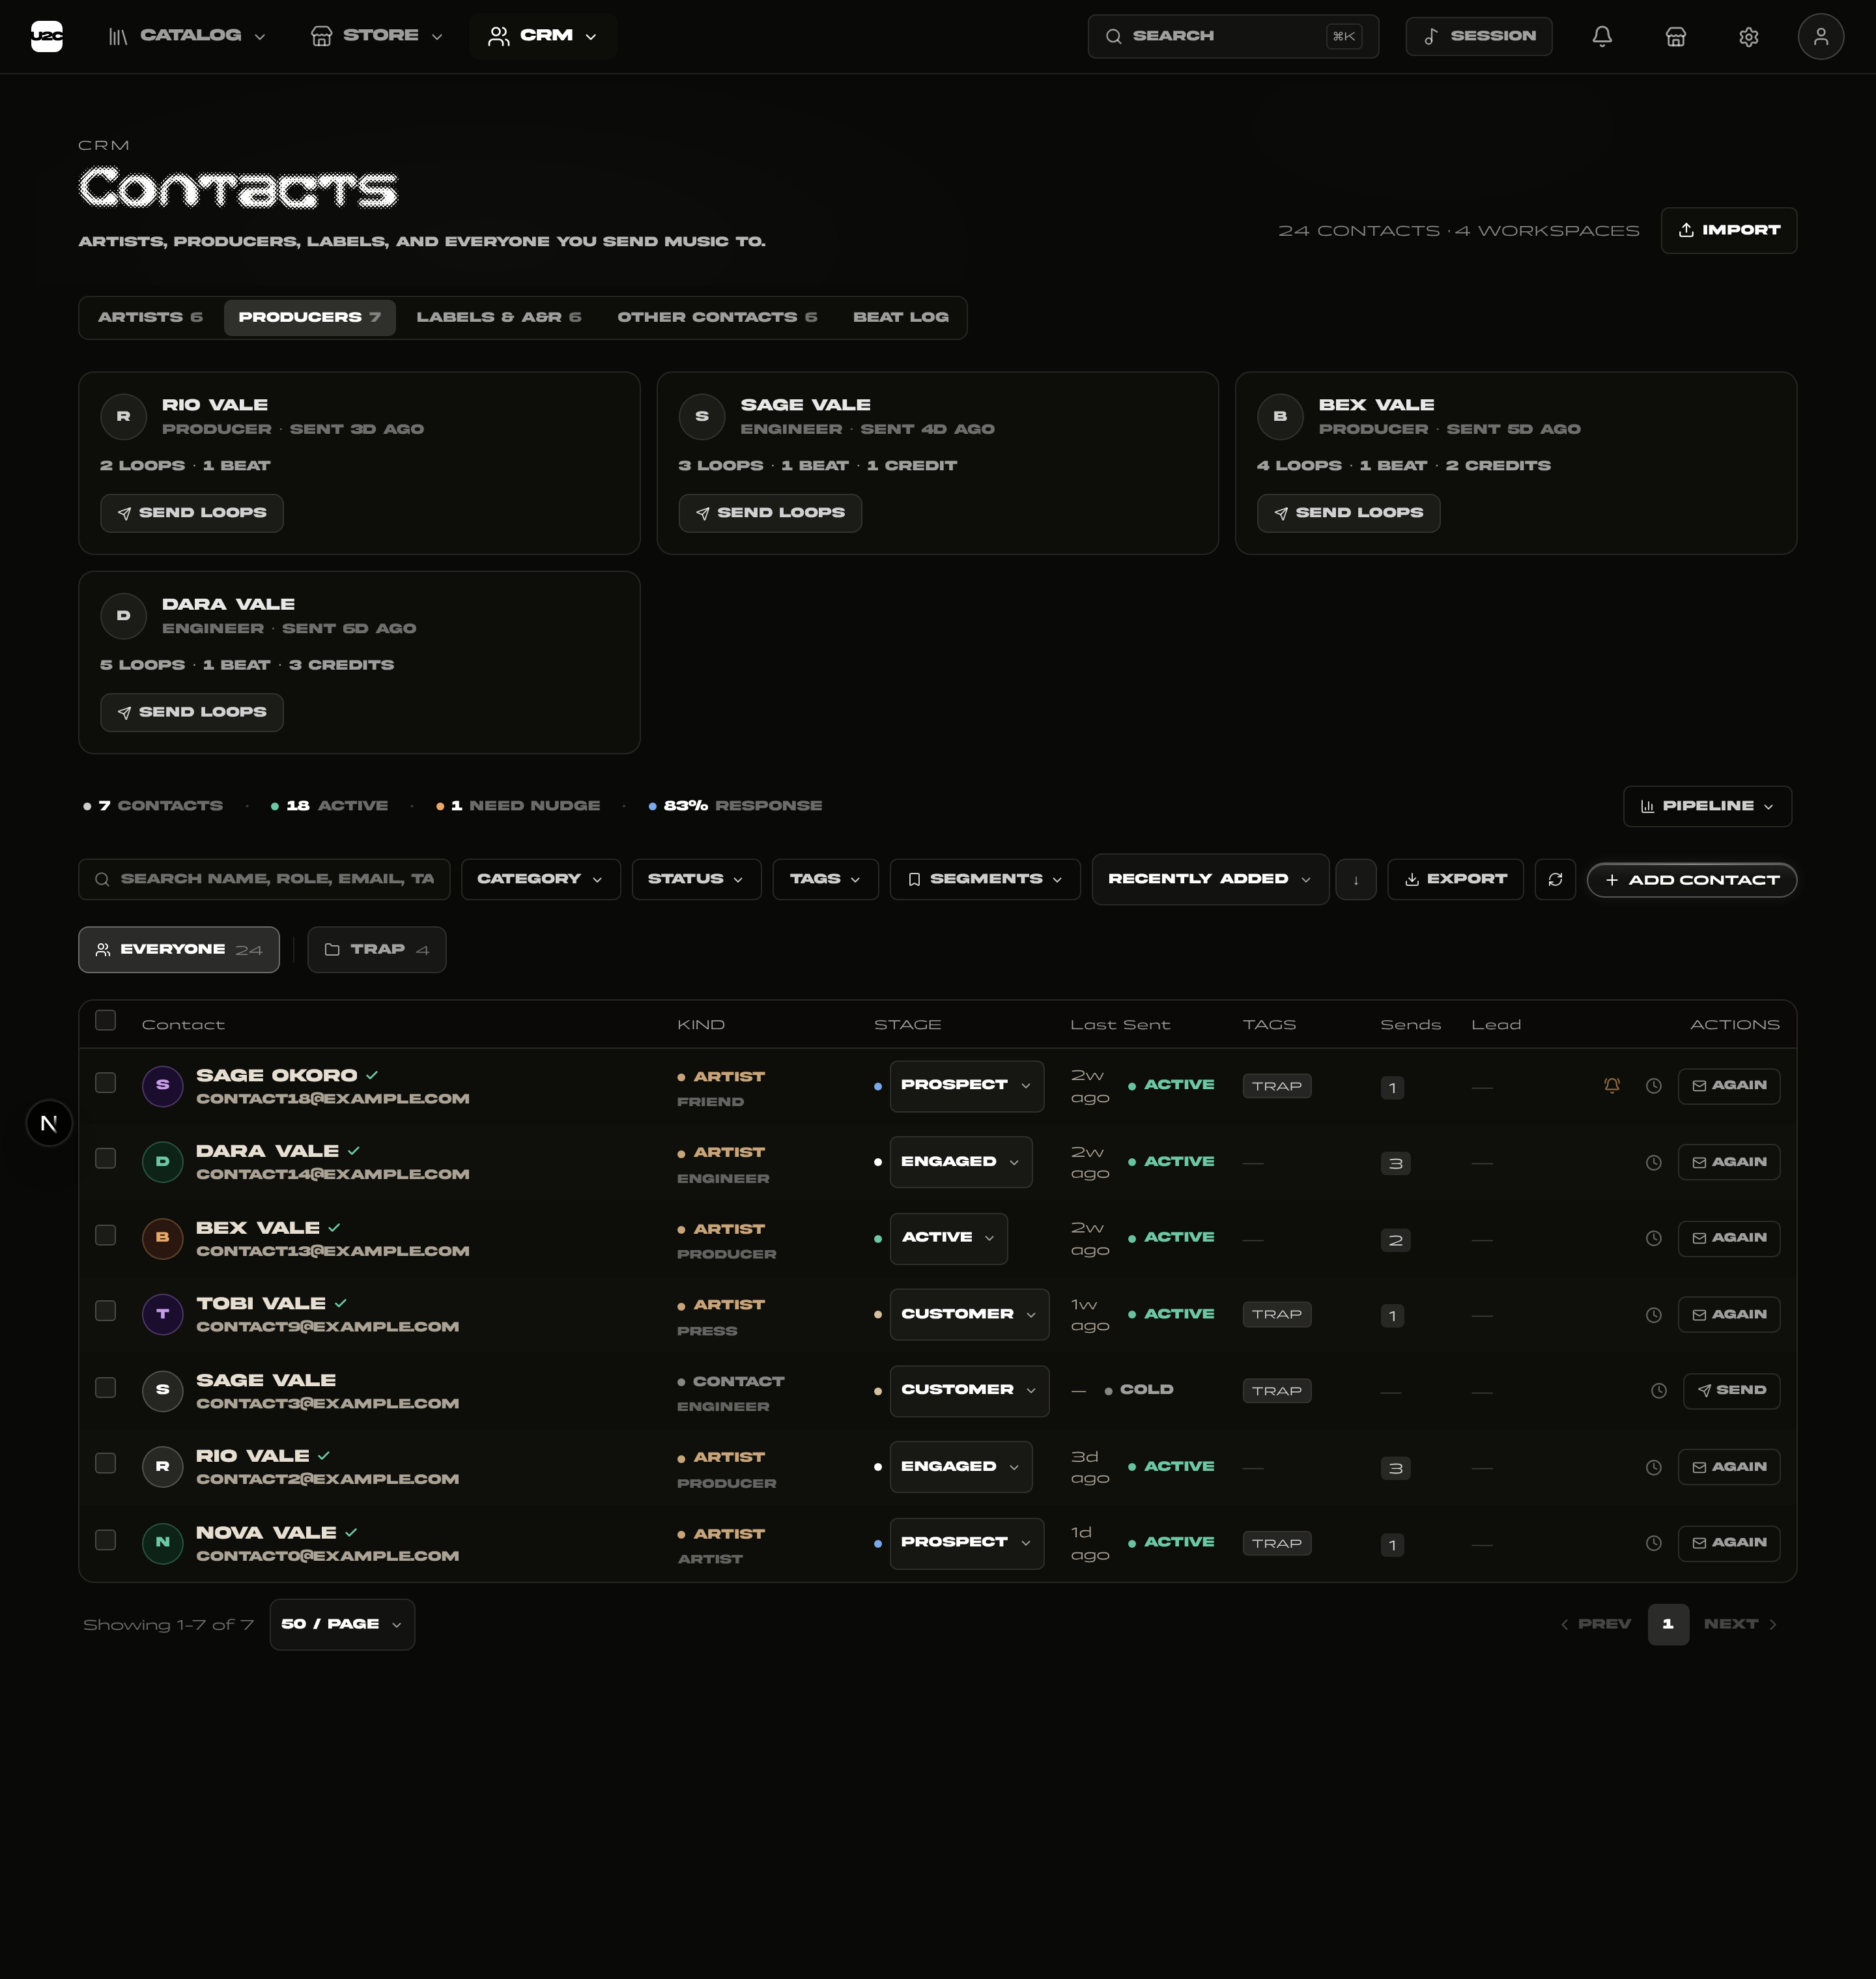 U2C
CATALOG
STORE
CRM
SEARCH ⌘K
SESSION
CRM
Contacts
ARTISTS, PRODUCERS, LABELS, AND EVERYONE YOU SEND MUSIC TO.
24 CONTACTS · 4 WORKSPACES
IMPORT
ARTISTS 6
PRODUCERS 7
LABELS & A&R 6
OTHER CONTACTS 6
BEAT LOG
R
RIO VALE
PRODUCER · SENT 3D AGO
2 LOOPS · 1 BEAT
SEND LOOPS
S
SAGE VALE
ENGINEER · SENT 4D AGO
3 LOOPS · 1 BEAT · 1 CREDIT
SEND LOOPS
B
BEX VALE
PRODUCER · SENT 5D AGO
4 LOOPS · 1 BEAT · 2 CREDITS
SEND LOOPS
D
DARA VALE
ENGINEER · SENT 6D AGO
5 LOOPS · 1 BEAT · 3 CREDITS
SEND LOOPS
7 CONTACTS · 18 ACTIVE · 1 NEED NUDGE · 83% RESPONSE
PIPELINE
SEARCH NAME, ROLE, EMAIL, TA
CATEGORY
STATUS
TAGS
SEGMENTS
RECENTLY ADDED
↓
EXPORT
+ ADD CONTACT
EVERYONE 24
TRAP 4
Contact KIND STAGE Last Sent TAGS Sends Lead ACTIONS
S
SAGE OKORO ✓
CONTACT18@EXAMPLE.COM
ARTIST
FRIEND
PROSPECT
2w
ago
ACTIVE
TRAP
1
—
AGAIN
D
DARA VALE ✓
CONTACT14@EXAMPLE.COM
ARTIST
ENGINEER
ENGAGED
2w
ago
ACTIVE
—
3
—
AGAIN
B
BEX VALE ✓
CONTACT13@EXAMPLE.COM
ARTIST
PRODUCER
ACTIVE
2w
ago
ACTIVE
—
2
—
AGAIN
T
TOBI VALE ✓
CONTACT9@EXAMPLE.COM
ARTIST
PRESS
CUSTOMER
1w
ago
ACTIVE
TRAP
1
—
AGAIN
S
SAGE VALE
CONTACT3@EXAMPLE.COM
CONTACT
ENGINEER
CUSTOMER
—
COLD
TRAP
—
—
SEND
R
RIO VALE ✓
CONTACT2@EXAMPLE.COM
ARTIST
PRODUCER
ENGAGED
3d
ago
ACTIVE
—
3
—
AGAIN
N
NOVA VALE ✓
CONTACT0@EXAMPLE.COM
ARTIST
ARTIST
PROSPECT
1d
ago
ACTIVE
TRAP
1
—
AGAIN
N
Showing 1-7 of 7
50 / PAGE
PREV
1
NEXT